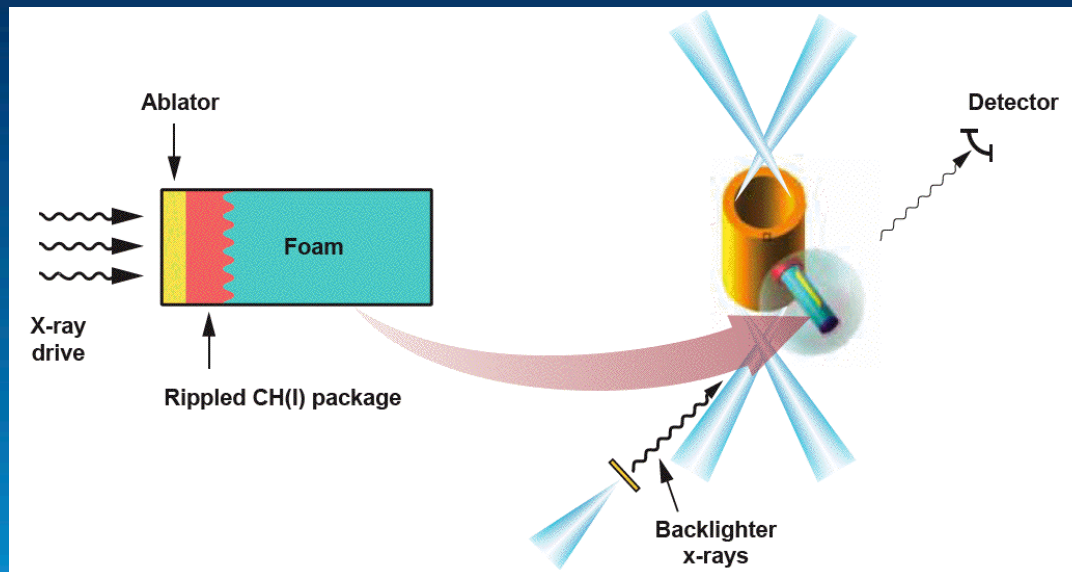 Ablator
X-ray
drive
Foam
Rippled CH(I) package
Detector
Backlighter
x-rays